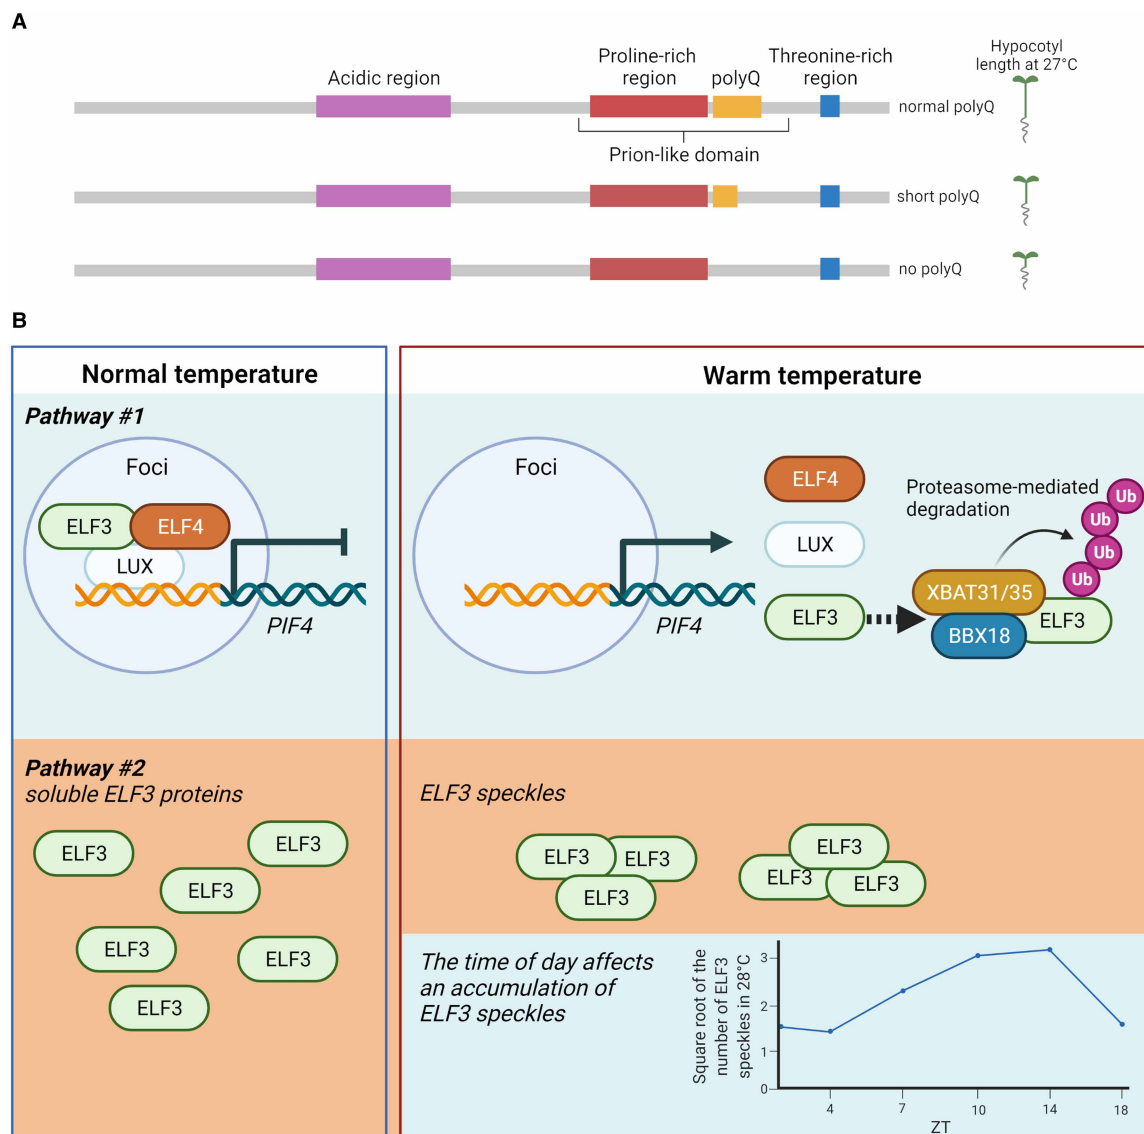 A
Acidic region
Proline-rich
region
polyQ
Threonine-rich
region
Hypocotyl
length at 27°C
normal polyQ
Prion-like domain
short polyQ
no polyQ
B
Normal temperature
Warm temperature
Pathway #1
Foci
ELF3
ELF4
LUX
PIF4
Foci
PIF4
ELF4
LUX
ELF3
Proteasome-mediated
degradation
Ub
Ub
Ub
Ub
XBAT31/35
BBX18
ELF3
Pathway #2
soluble ELF3 proteins
ELF3
ELF3
ELF3
ELF3
ELF3
ELF3
ELF3 speckles
ELF3
ELF3
ELF3
ELF3
ELF3
ELF3
The time of day affects
an accumulation of
ELF3 speckles
Square root of the
number of ELF3
speckles in 28°C
3
2
1
0
4
7
10
14
18
ZT